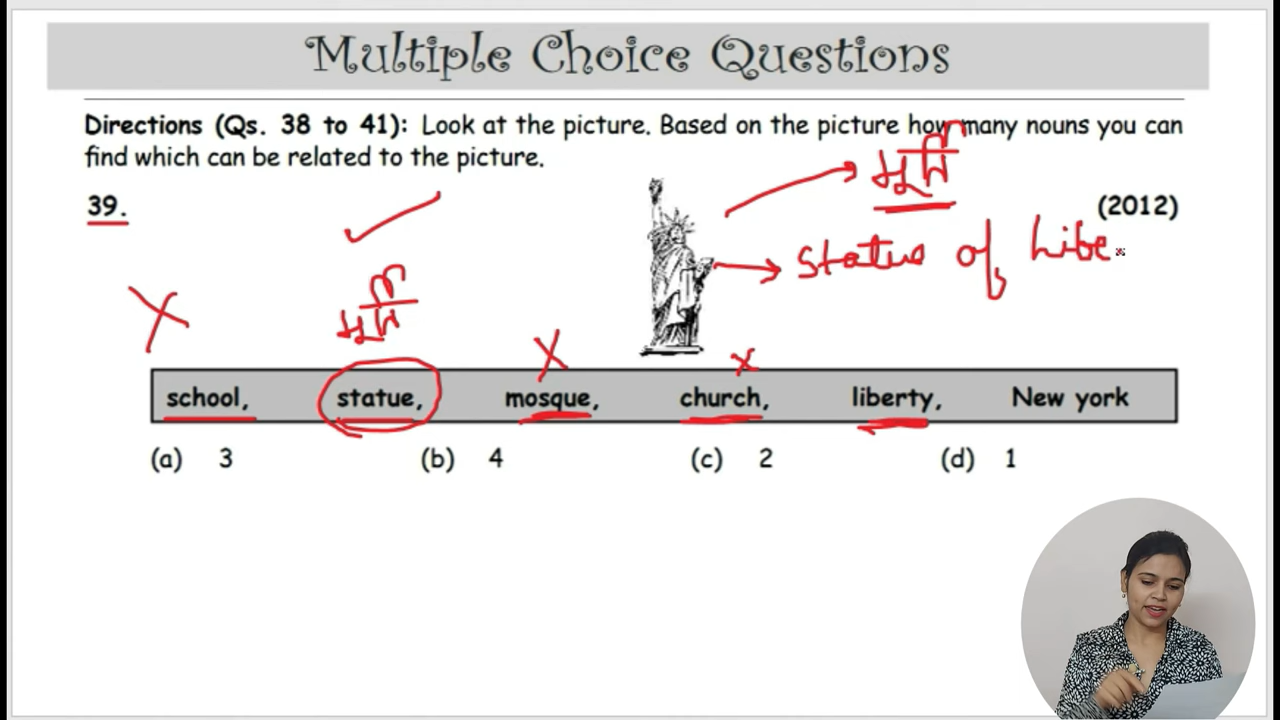 Multiple Choice Questions
Directions (Qs. 38 to 41): Look at the picture. Based on the picture how many nouns you can
find which can be related to the picture.
39.
(2012)
मूर्ति
Status of Libe
मूर्ति
school, statue, mosque, church, liberty, New york
(a) 3 (b) 4 (c) 2 (d) 1